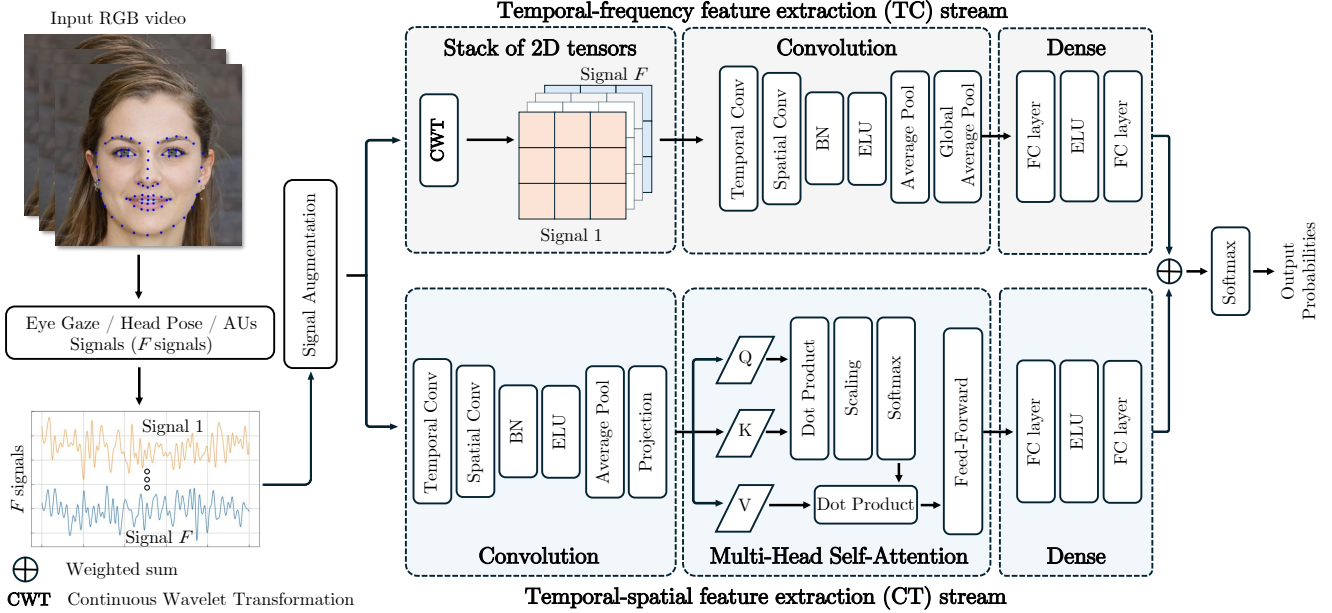 Input RGB video
Eye Gaze / Head Pose / AUs
Signals (F signals)
F signals
Signal 1
Signal F
Weighted sum
CWT Continuous Wavelet Transformation
Signal Augmentation
Temporal-frequency feature extraction (TC) stream
Stack of 2D tensors
CWT
Signal F
Signal 1
Convolution
Temporal Conv
Spatial Conv
BN
ELU
Average Pool
Global
Average Pool
Dense
FC layer
ELU
FC layer
Temporal Conv
Spatial Conv
BN
ELU
Average Pool
Projection
Convolution
Q
K
V
Dot Product
Scaling
Softmax
Dot Product
Feed-Forward
Multi-Head Self-Attention
FC layer
ELU
FC layer
Dense
Temporal-spatial feature extraction (CT) stream
Softmax
Output
Probabilities